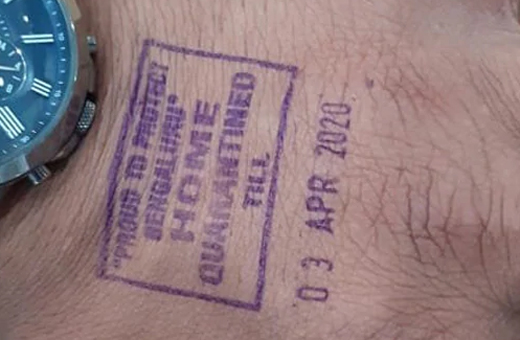 "PROUD TO PROTECT
BENGALURU"
HOME
QUARANTINED
TILL
03 APR 2020